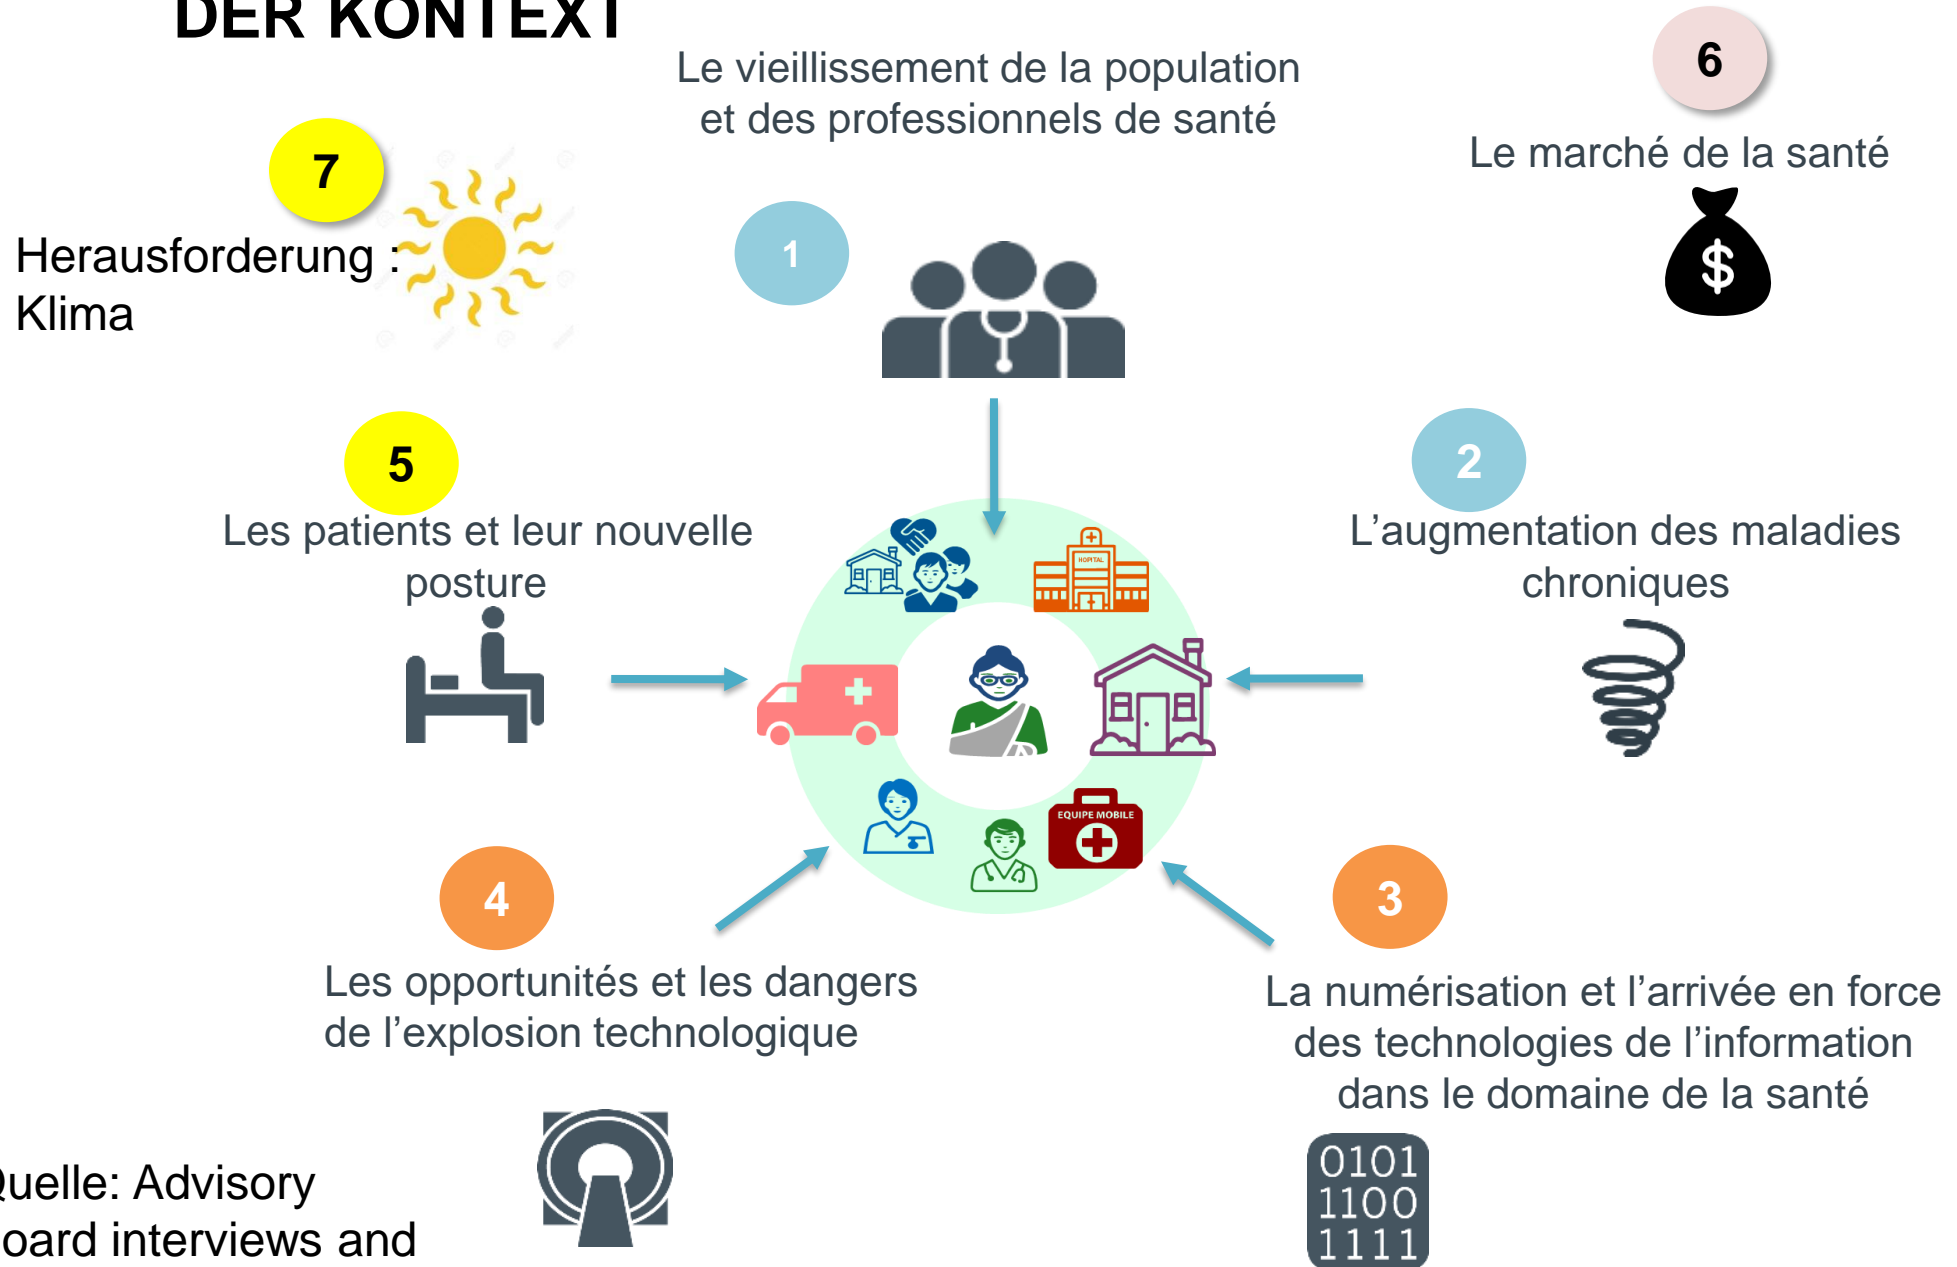 DER KONTEXT
Le vieillissement de la population
et des professionnels de santé
6
Le marché de la santé
$
7
Herausforderung :
Klima
1
5
Les patients et leur nouvelle
posture
2
L’augmentation des maladies
chroniques
HOPITAL
EQUIPE MOBILE
4
Les opportunités et les dangers
de l’explosion technologique
3
La numérisation et l’arrivée en force
des technologies de l’information
dans le domaine de la santé
0101
1100
1111
Quelle: Advisory
oard interviews and